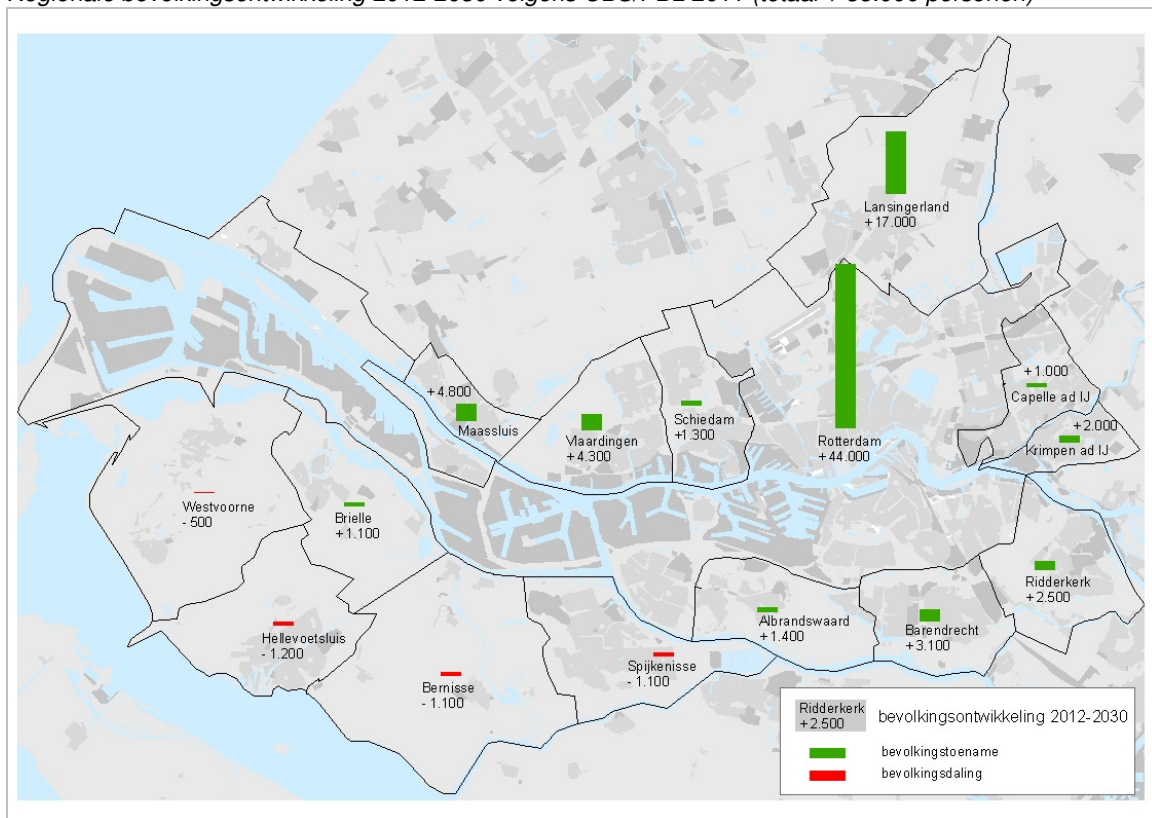 Lansingerland
+17.000
+1.000
Capelle ad IJ
+2.000
Krimpen ad IJ
+4.800
Maassluis
Vlaardingen
+4.300
Schiedam
+1.300
Rotterdam
+44.000
Westvoorne
- 500
Brielle
+1.100
Ridderkerk
+2.500
Hellevoetsluis
- 1.200
Albrandswaard
+1.400
Barendrecht
+3.100
Bernisse
- 1.100
Spijkenisse
- 1.100
Ridderkerk
+2.500
bevolkingsontwikkeling 2012-2030
bevolkingstoename
bevolkingsdaling